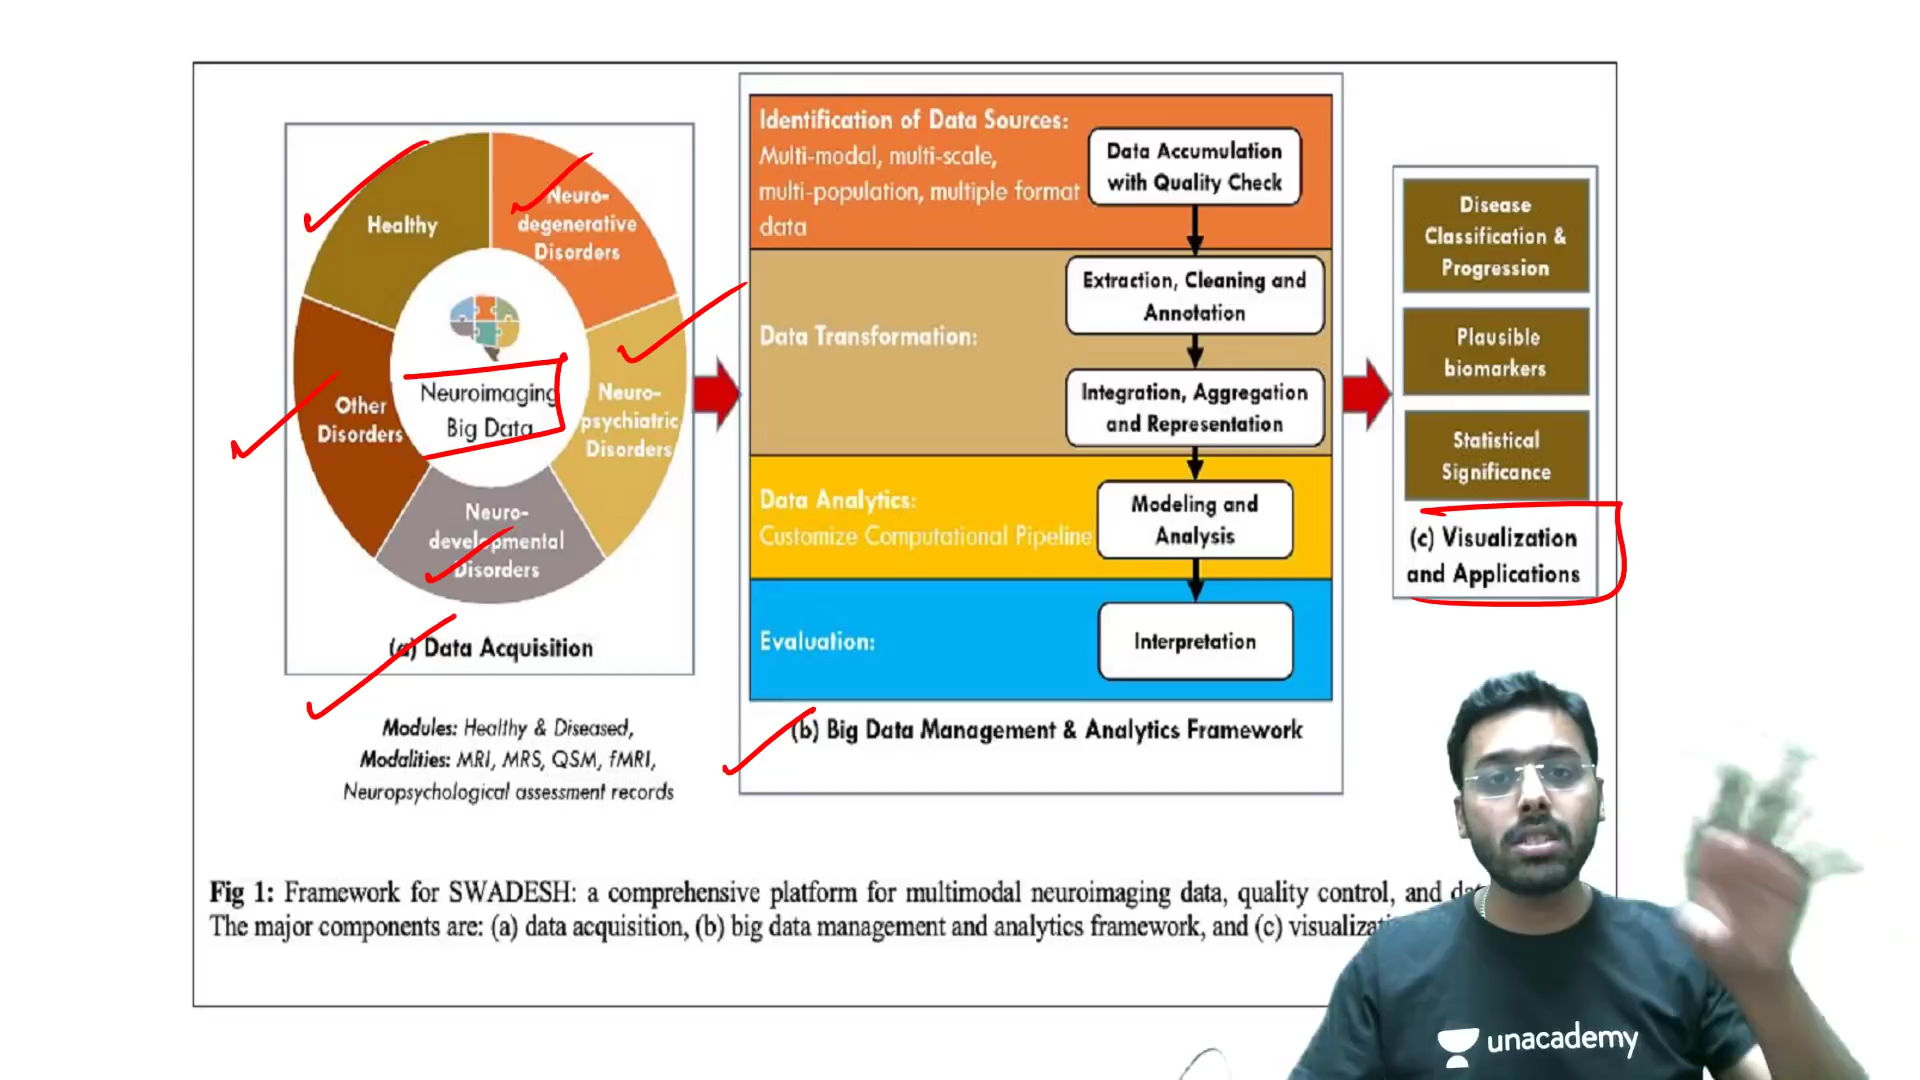 Healthy
Neuro-
degenerative
Disorders
Neuro-
psychiatric
Disorders
Neuro-
developmental
Disorders
Other
Disorders
Neuroimaging
Big Data
(a) Data Acquisition
Modules: Healthy & Diseased,
Modalities: MRI, MRS, QSM, fMRI,
Neuropsychological assessment records
Identification of Data Sources:
Multi-modal, multi-scale,
multi-population, multiple format
data
Data Accumulation
with Quality Check
Data Transformation:
Extraction, Cleaning and
Annotation
Integration, Aggregation
and Representation
Data Analytics:
Customize Computational Pipeline
Modeling and
Analysis
Evaluation:
Interpretation
(b) Big Data Management & Analytics Framework
Disease
Classification &
Progression
Plausible
biomarkers
Statistical
Significance
(c) Visualization
and Applications
Fig 1: Framework for SWADESH: a comprehensive platform for multimodal neuroimaging data, quality control, and
The major components are: (a) data acquisition, (b) big data management and analytics framework, and (c)
unacademy